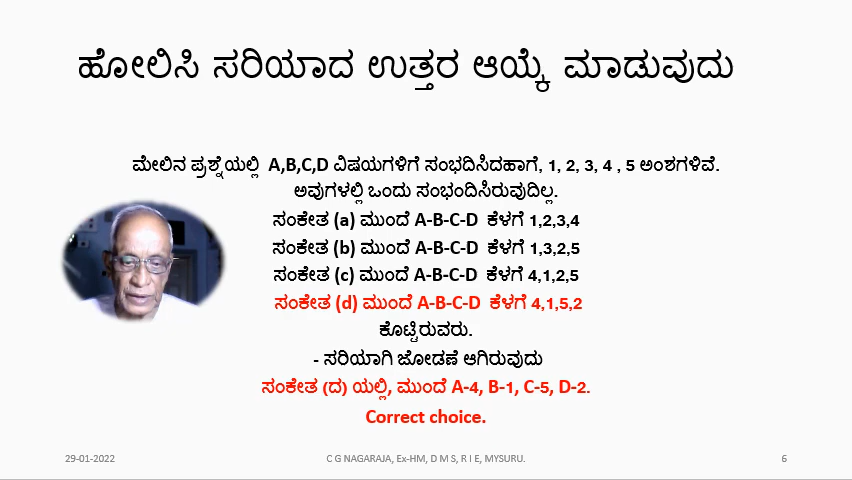 ಹೋಲಿಸಿ ಸರಿಯಾದ ಉತ್ತರ ಆಯ್ಕೆ ಮಾಡುವುದು
ಮೇಲಿನ ಪ್ರಶ್ನೆಯಲ್ಲಿ A,B,C,D ವಿಷಯಗಳಿಗೆ ಸಂಭದಿಸಿದಹಾಗೆ, 1, 2, 3, 4 , 5 ಅಂಶಗಳಿವೆ.
ಅವುಗಳಲ್ಲಿ ಒಂದು ಸಂಭಂದಿಸಿರುವುದಿಲ್ಲ.
ಸಂಕೇತ (a) ಮುಂದೆ A-B-C-D ಕೆಳಗೆ 1,2,3,4
ಸಂಕೇತ (b) ಮುಂದೆ A-B-C-D ಕೆಳಗೆ 1,3,2,5
ಸಂಕೇತ (c) ಮುಂದೆ A-B-C-D ಕೆಳಗೆ 4,1,2,5
ಸಂಕೇತ (d) ಮುಂದೆ A-B-C-D ಕೆಳಗೆ 4,1,5,2
ಕೊಟ್ಟಿರುವರು.
- ಸರಿಯಾಗಿ ಜೋಡಣೆ ಆಗಿರುವುದು
ಸಂಕೇತ (ದ) ಯಲ್ಲಿ, ಮುಂದೆ A-4, B-1, C-5, D-2.
Correct choice.
29-01-2022 C G NAGARAJA, Ex-HM, D M S, R I E, MYSURU. 6